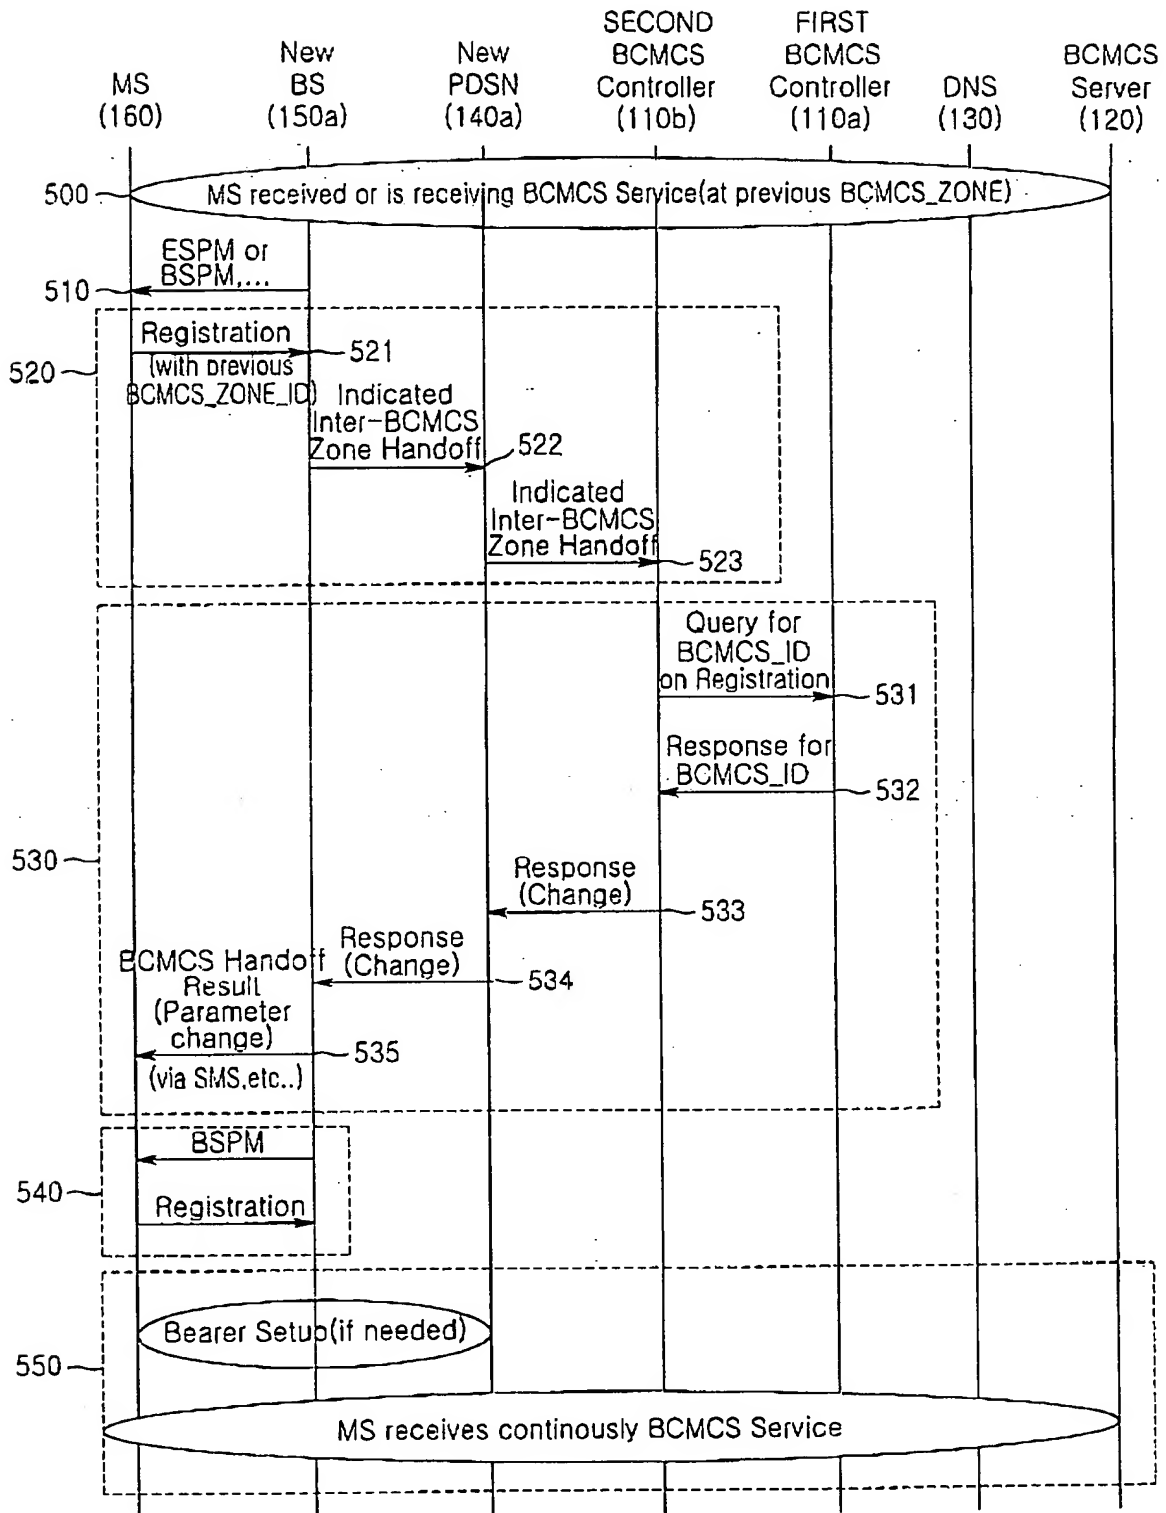 MS
(160)
New
BS
(150a)
New
PDSN
(140a)
SECOND
BCMCS
Controller
(110b)
FIRST
BCMCS
Controller
(110a)
DNS
(130)
BCMCS
Server
(120)
500
MS received or is receiving BCMCS Service(at previous BCMCS_ZONE)
ESPM or
BSPM,...
510
520
Registration
521
(with previous
BCMCS_ZONE_ID)
Indicated
Inter-BCMCS
Zone Handoff
522
Indicated
Inter-BCMCS
Zone Handoff
523
530
Query for
BCMCS_ID
on Registration
531
Response for
BCMCS_ID
532
Response
(Change)
533
Response
(Change)
534
BCMCS Handoff
Result
(Parameter
change)
535
(via SMS,etc..)
540
BSPM
Registration
550
Bearer Setup(if needed)
MS receives continously BCMCS Service